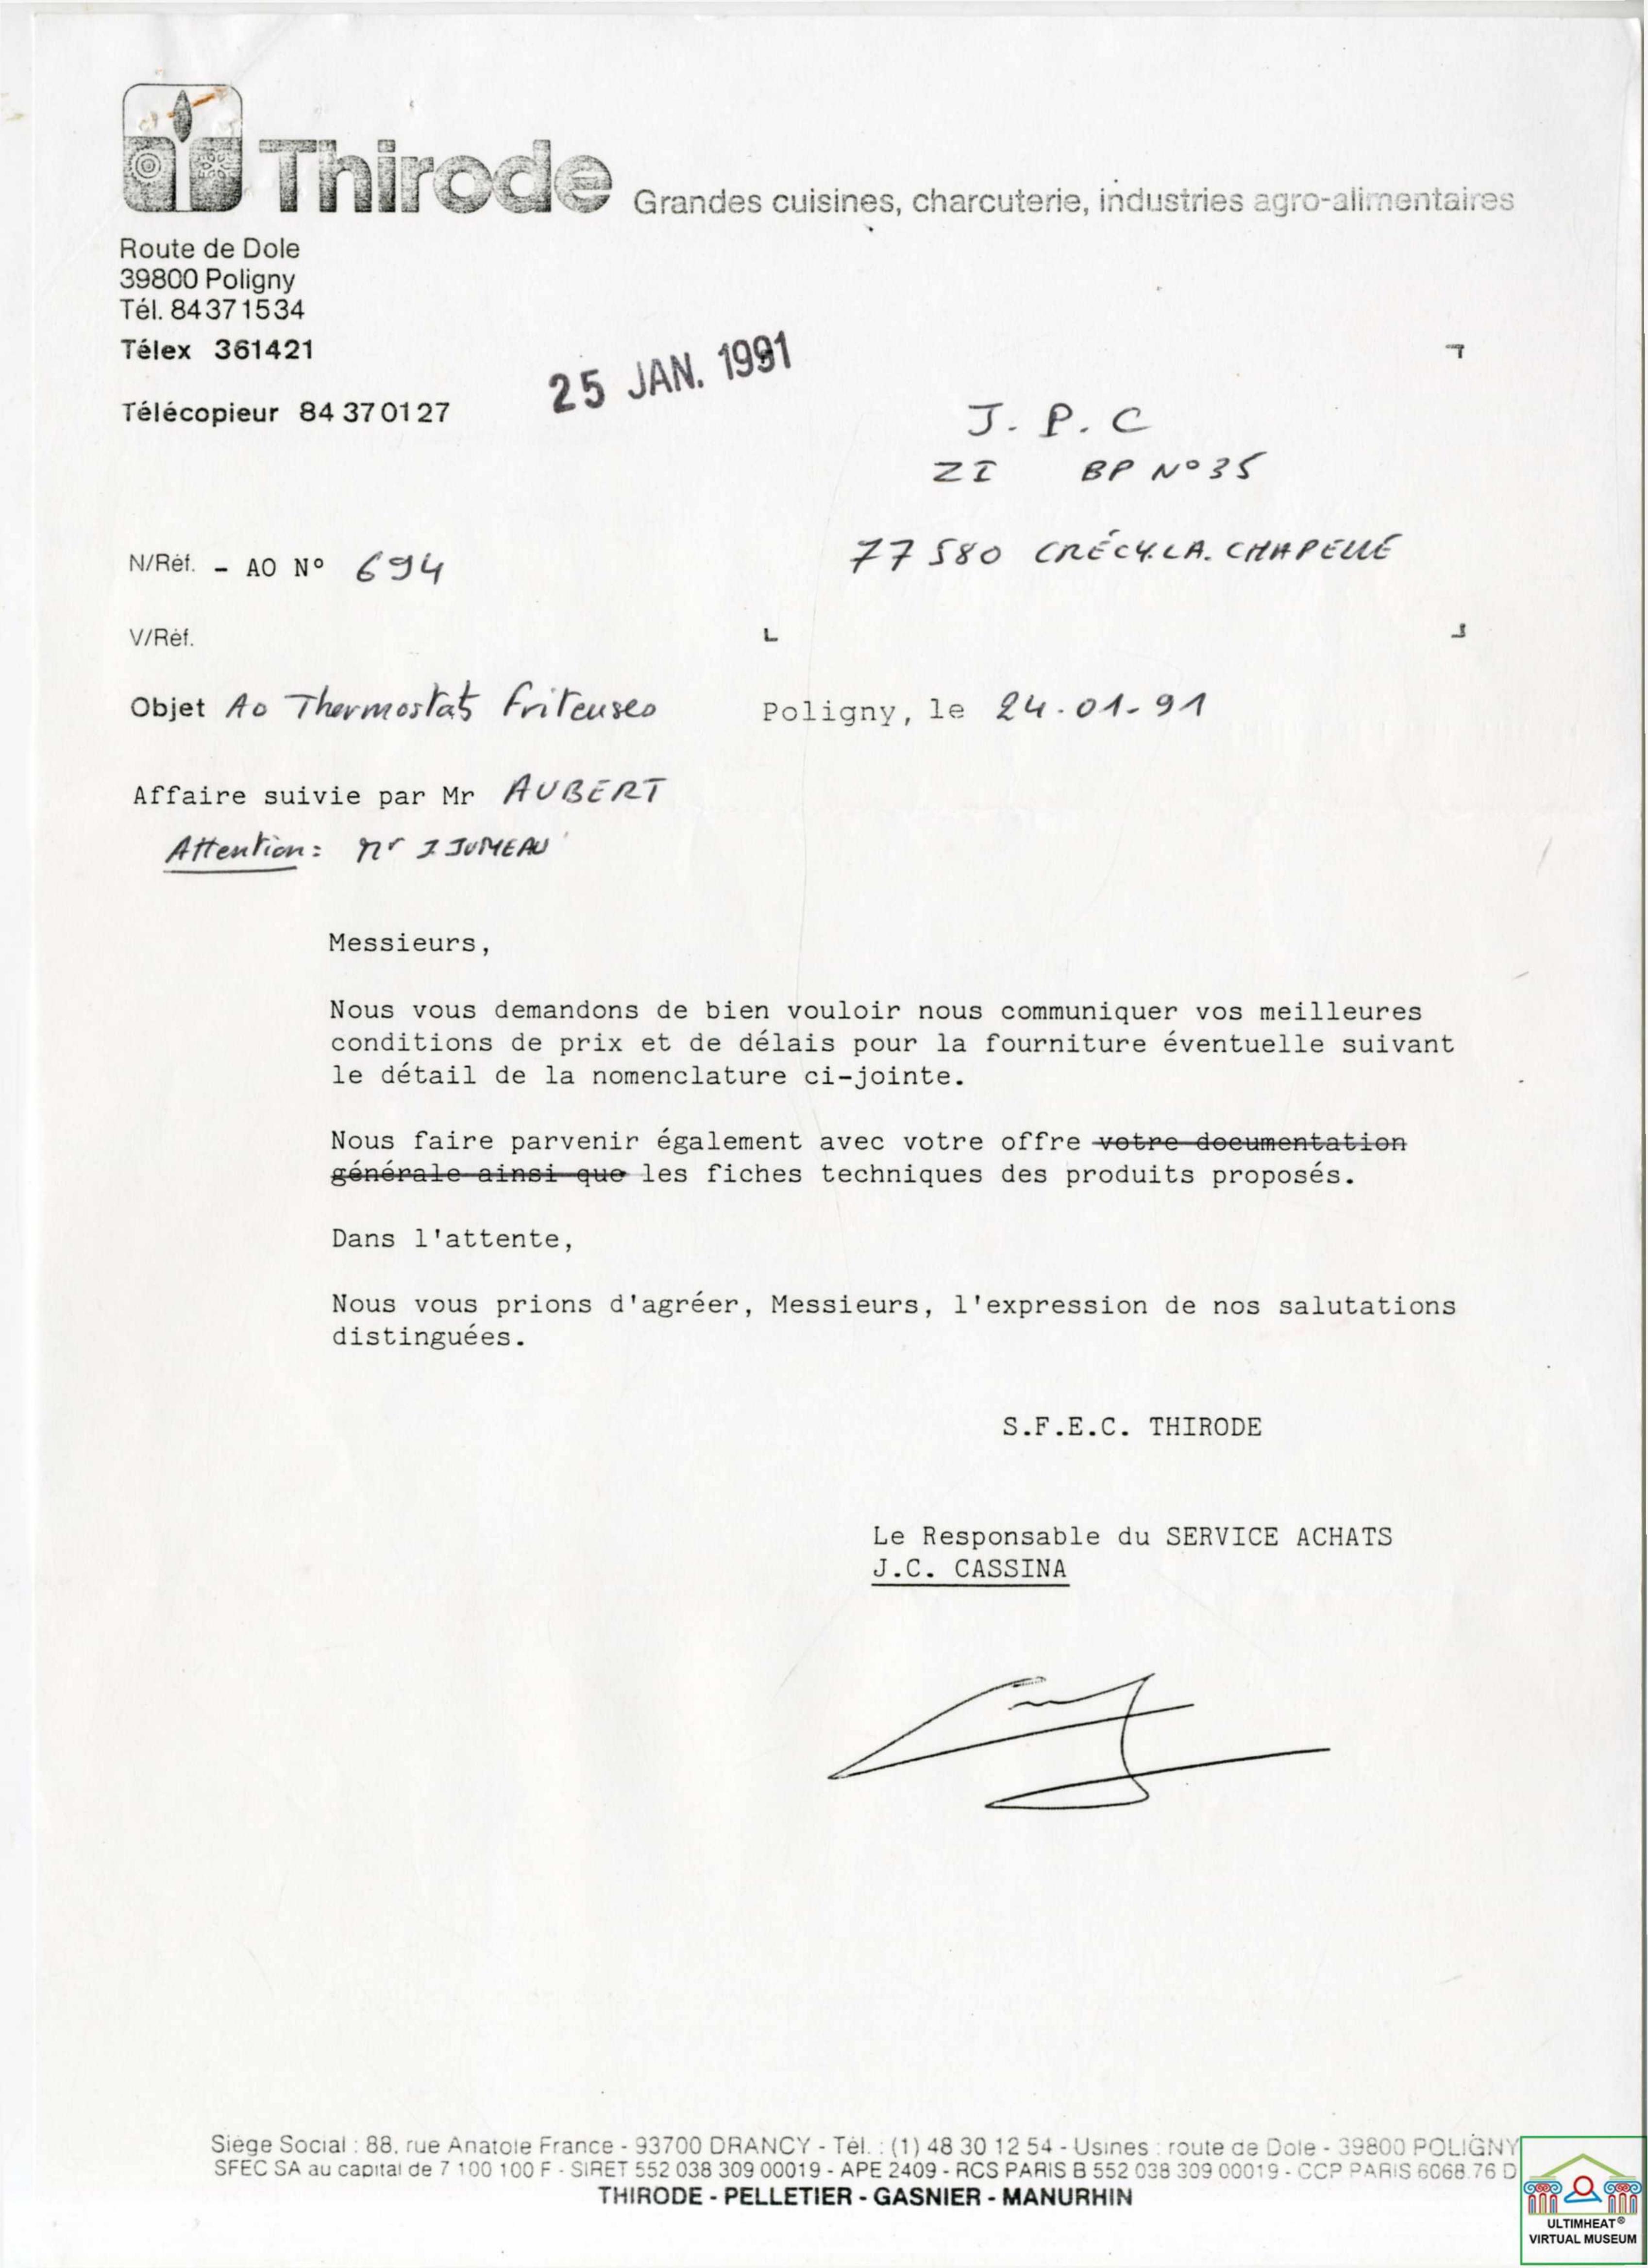 Thirode Grandes cuisines, charcuterie, industries agro-alimentaires
Route de Dole
39800 Poligny
Tél. 84371534
Télex 361421
25 JAN. 1991
Télécopieur 84 370127
J. P. C
ZI BP N°35
77580 CRÉCY.LA.CHAPELLE
N/Réf. - AO N° 694
V/Réf.
Objet AO Thermostats friteuses
Poligny, le 24.01.91
Affaire suivie par Mr AUBERT
Attention: Mr J JUMEAU
Messieurs,
Nous vous demandons de bien vouloir nous communiquer vos meilleures
conditions de prix et de délais pour la fourniture éventuelle suivant
le détail de la nomenclature ci-jointe.
Nous faire parvenir également avec votre offre votre documentation
générale ainsi que les fiches techniques des produits proposés.
Dans l'attente,
Nous vous prions d'agréer, Messieurs, l'expression de nos salutations
distinguées.
S.F.E.C. THIRODE
Le Responsable du SERVICE ACHATS
J.C. CASSINA
Siège Social : 88, rue Anatole France - 93700 DRANCY - Tél. : (1) 48 30 12 54 - Usines : route de Dole - 39800 POLIGNY
SFEC SA au capital de 7 100 100 F - SIRET 552 038 309 00019 - APE 2409 - RCS PARIS B 552 038 309 00019 - CCP PARIS 6068.76 D
THIRODE - PELLETIER - GASNIER - MANURHIN
ULTIMHEAT®
VIRTUAL MUSEUM